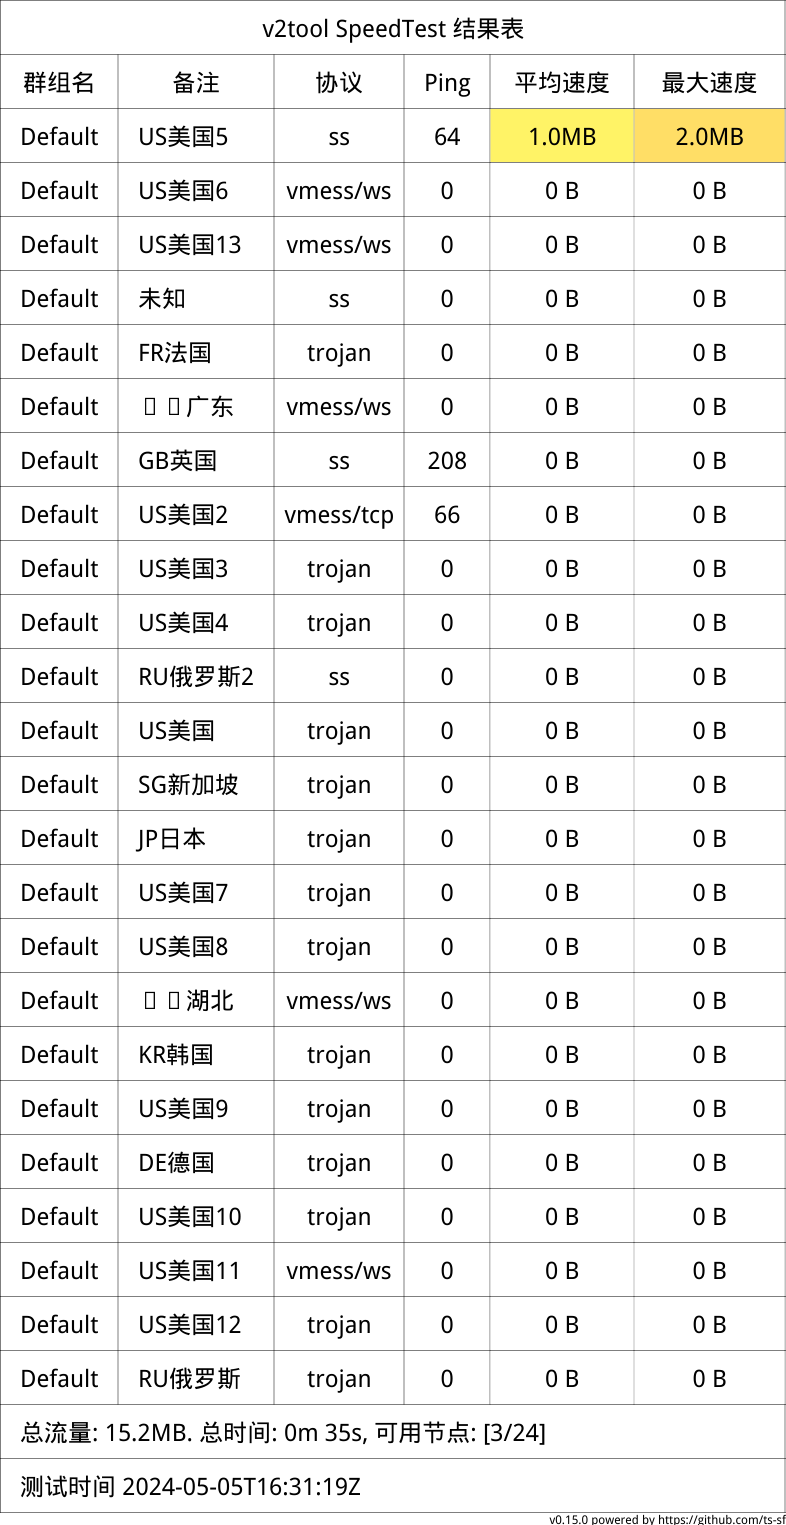 v2tool SpeedTest 结果表
群组名 备注 协议 Ping 平均速度 最大速度
Default US美国5 ss 64 1.0MB 2.0MB
Default US美国6 vmess/ws 0 0 B 0 B
Default US美国13 vmess/ws 0 0 B 0 B
Default 未知 ss 0 0 B 0 B
Default FR法国 trojan 0 0 B 0 B
Default 广东 vmess/ws 0 0 B 0 B
Default GB英国 ss 208 0 B 0 B
Default US美国2 vmess/tcp 66 0 B 0 B
Default US美国3 trojan 0 0 B 0 B
Default US美国4 trojan 0 0 B 0 B
Default RU俄罗斯2 ss 0 0 B 0 B
Default US美国 trojan 0 0 B 0 B
Default SG新加坡 trojan 0 0 B 0 B
Default JP日本 trojan 0 0 B 0 B
Default US美国7 trojan 0 0 B 0 B
Default US美国8 trojan 0 0 B 0 B
Default 湖北 vmess/ws 0 0 B 0 B
Default KR韩国 trojan 0 0 B 0 B
Default US美国9 trojan 0 0 B 0 B
Default DE德国 trojan 0 0 B 0 B
Default US美国10 trojan 0 0 B 0 B
Default US美国11 vmess/ws 0 0 B 0 B
Default US美国12 trojan 0 0 B 0 B
Default RU俄罗斯 trojan 0 0 B 0 B
总流量: 15.2MB. 总时间: 0m 35s, 可用节点: [3/24]
测试时间 2024-05-05T16:31:19Z
v0.15.0 powered by https://github.com/ts-sf